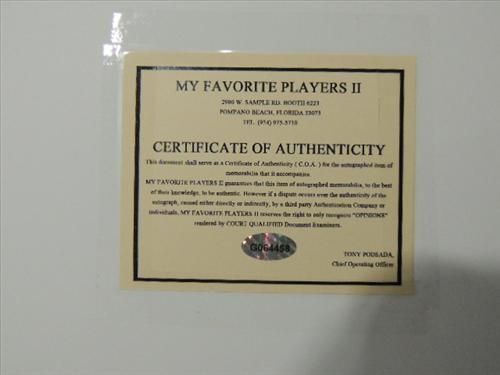 MY FAVORITE PLAYERS II
2900 W. SAMPLE RD. BOOTH 6223
POMPANO BEACH, FLORIDA 33073
TEL. (954) 975-5710
CERTIFICATE OF AUTHENTICITY
This document shall serve as a Certificate of Authenticity ( C.O.A. ) for the autographed item of
memorabilia that it accompanies.
MY FAVORITE PLAYERS II guarantees that this item of autographed memorabilia, to the best
of their knowledge, to be authentic. However if a dispute occurs over the authenticity of the
autograph, caused either directly or indirectly, by a third party Authentication Company or
individuals, MY FAVORITE PLAYERS II reserves the right to only recognize "OPINIONS"
rendered by COURT QUALIFIED Document Examiners.
G064458
TONY PODSADA,
Chief Operating Officer